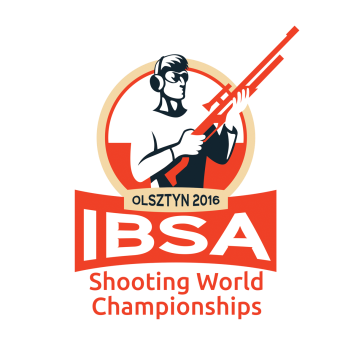 OLSZTYN 2016
IBSA
Shooting World
Championships